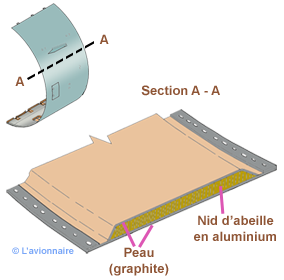 A
A
Section A - A
Nid d'abeille
en aluminium
Peau
(graphite)
© L'avionnaire